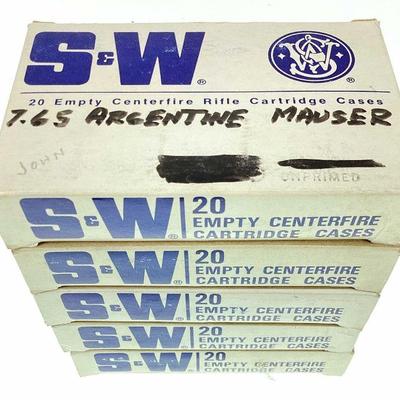 S&W®
20 Empty Centerfire Rifle Cartridge Cases
7.65 ARGENTINE MAUSER
JOHN
UNPRIMED
S&W® 20
EMPTY CENTERFIRE
CARTRIDGE CASES
S&W® 20
EMPTY CENTERFIRE
CARTRIDGE CASES
S&W® 20
EMPTY CENTERFIRE
CARTRIDGE CASES
S&W® 20
EMPTY CENTERFIRE
CARTRIDGE CASES
S&W® 20
EMPTY CENTERFIRE
CARTRIDGE CASES